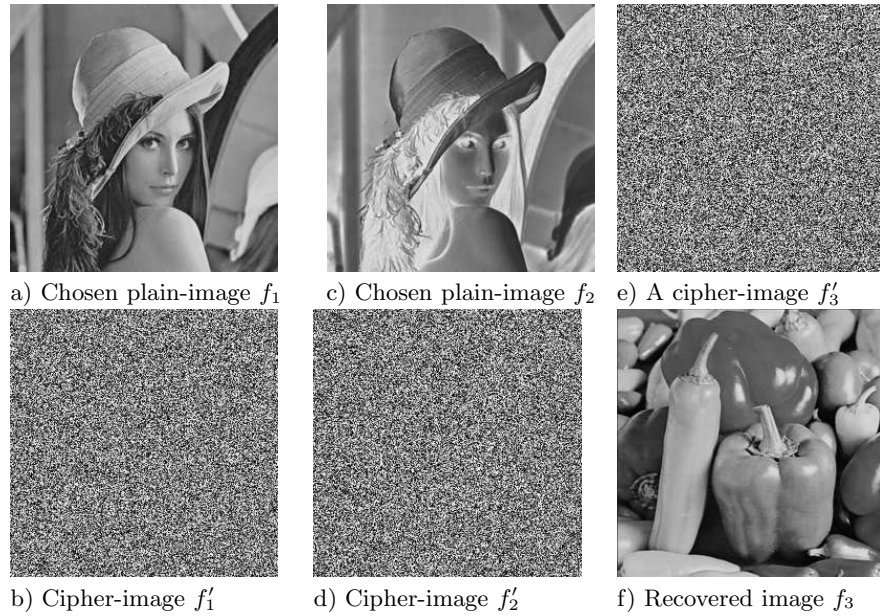 a) Chosen plain-image f₁
c) Chosen plain-image f₂
e) A cipher-image f₃′
b) Cipher-image f₁′
d) Cipher-image f₂′
f) Recovered image f₃